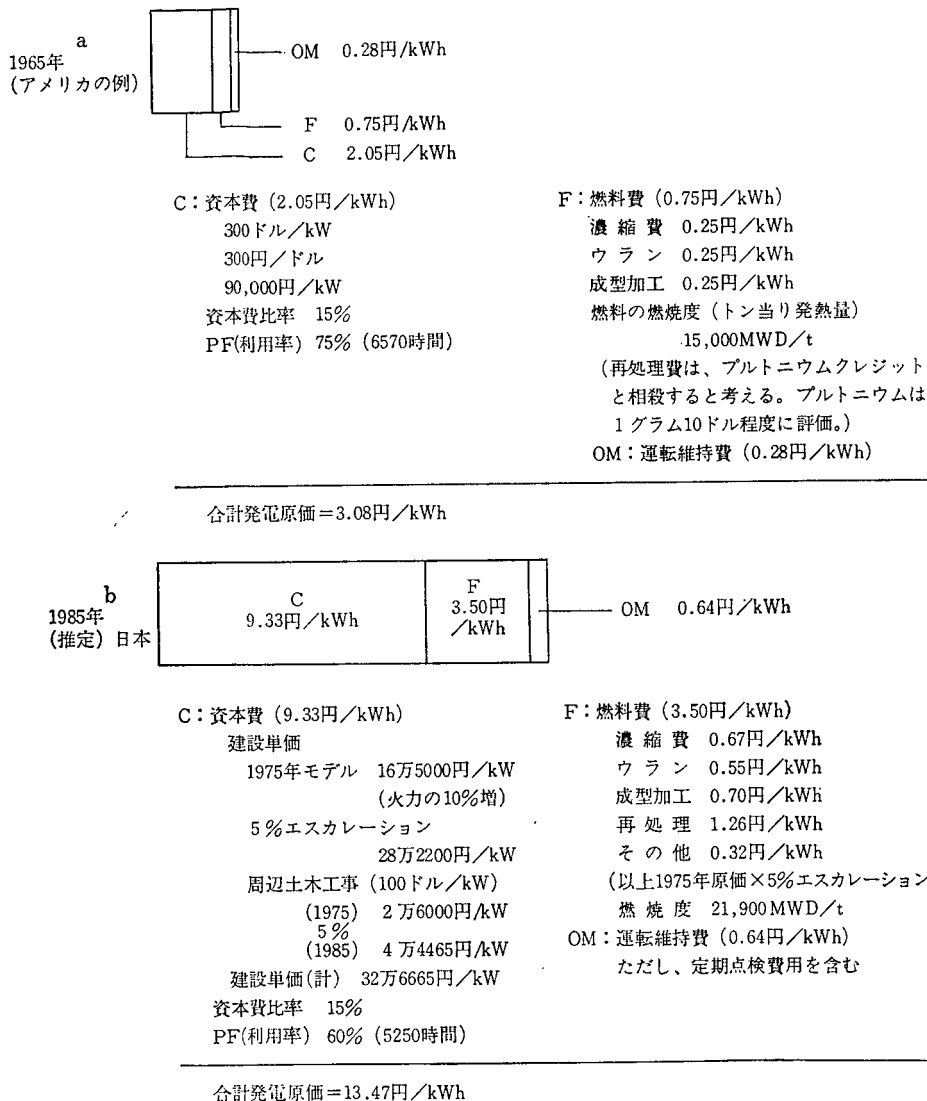 a
1965年
(アメリカの例)
OM 0.28円/kWh
F 0.75円/kWh
C 2.05円/kWh
C：資本費 (2.05円/kWh)
300ドル/kW
300円/ドル
90,000円/kW
資本費比率 15%
PF(利用率) 75% (6570時間)
F：燃料費 (0.75円/kWh)
濃縮費 0.25円/kWh
ウラン 0.25円/kWh
成型加工 0.25円/kWh
燃料の燃焼度 (トン当り発熱量)
15,000MWD/t
(再処理費は、プルトニウムクレジット
と相殺すると考える。プルトニウムは
1グラム10ドル程度に評価。)
OM：運転維持費 (0.28円/kWh)
合計発電原価＝3.08円/kWh
b
1985年
(推定) 日本
C
9.33円/kWh
F
3.50円
/kWh
OM 0.64円/kWh
C：資本費 (9.33円/kWh)
建設単価
1975年モデル 16万5000円/kW
(火力の10%増)
5%エスカレーション
28万2200円/kW
周辺土木工事 (100ドル/kW)
(1975) 2万6000円/kW
5%
(1985) 4万4465円/kW
建設単価(計) 32万6665円/kW
資本費比率 15%
PF(利用率) 60% (5250時間)
F：燃料費 (3.50円/kWh)
濃縮費 0.67円/kWh
ウラン 0.55円/kWh
成型加工 0.70円/kWh
再処理 1.26円/kWh
その他 0.32円/kWh
(以上1975年原価×5%エスカレーション
燃焼度 21,900MWD/t
OM：運転維持費 (0.64円/kWh)
ただし、定期点検費用を含む
合計発電原価＝13.47円/kWh